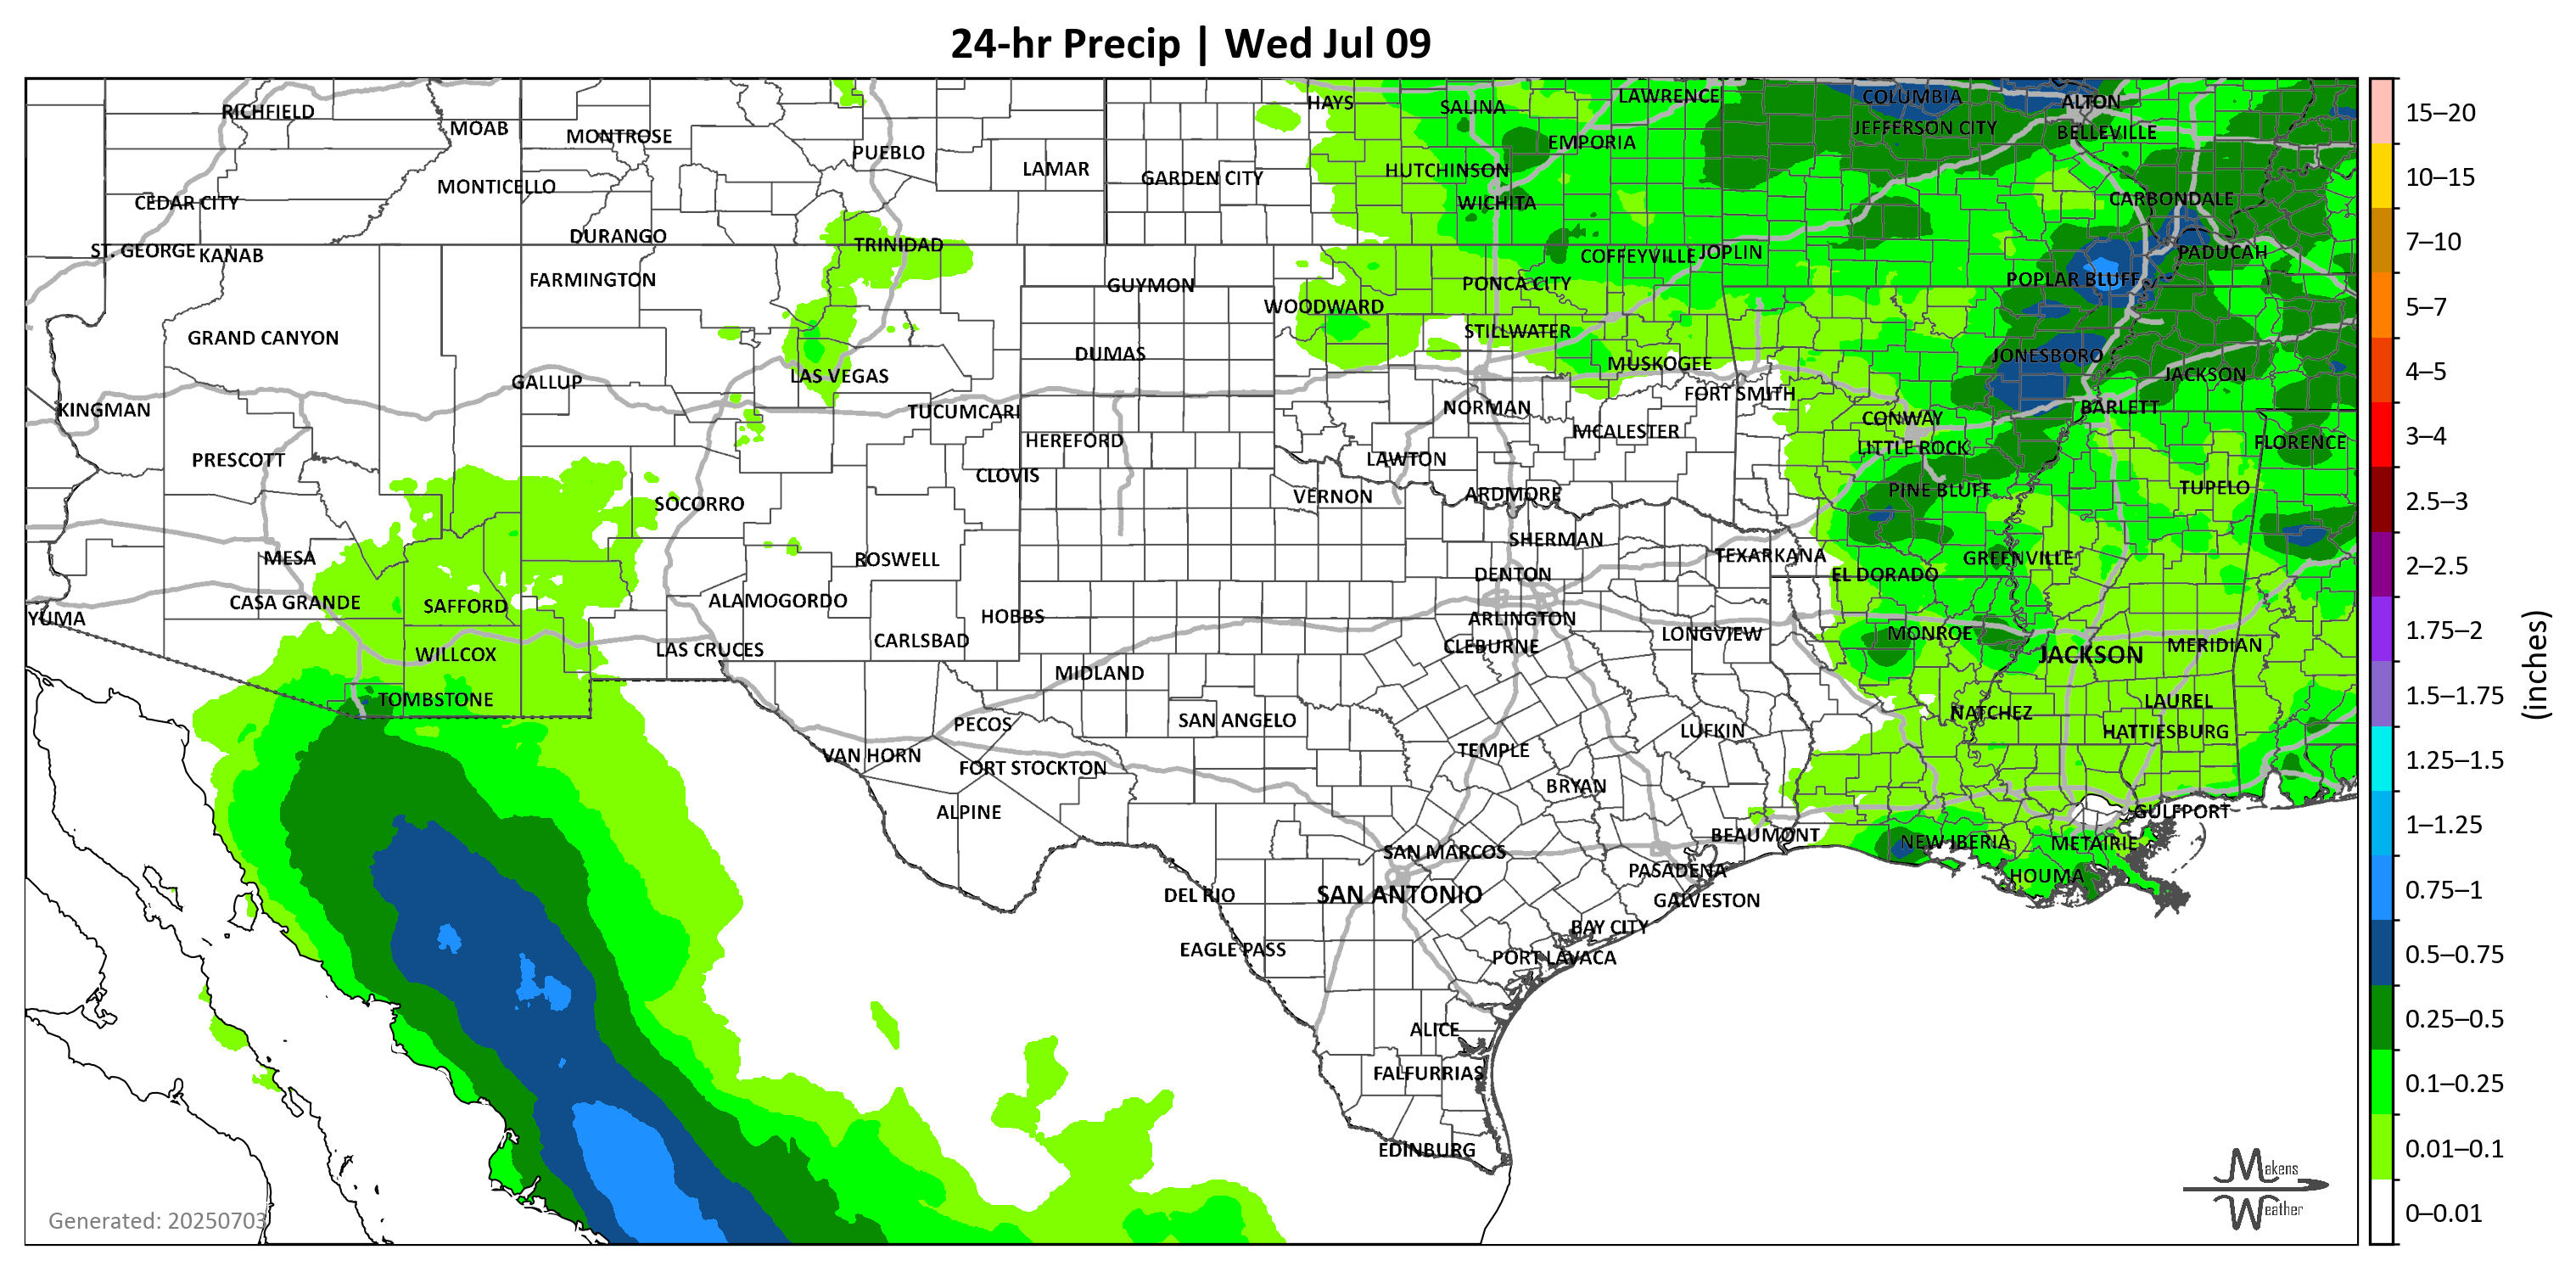 24-hr Precip | Wed Jul 09
RICHFIELD
MOAB
MONTROSE
PUEBLO
LAMAR
GARDEN CITY
HAYS
SALINA
LAWRENCE
COLUMBIA
ALTON
JEFFERSON CITY
BELLEVILLE
EMPORIA
HUTCHINSON
MONTICELLO
CEDAR CITY
WICHITA
CARBONDALE
DURANGO
TRINIDAD
ST. GEORGE
KANAB
COFFEYVILLE
JOPLIN
PADUCAH
FARMINGTON
GUYMON
PONCA CITY
POPLAR BLUFF
WOODWARD
GRAND CANYON
STILLWATER
DUMAS
JONESBORO
MUSKOGEE
GALLUP
LAS VEGAS
JACKSON
FORT SMITH
KINGMAN
TUCUMCARI
NORMAN
BARLETT
CONWAY
HEREFORD
MCALESTER
LITTLE ROCK
FLORENCE
PRESCOTT
LAWTON
CLOVIS
PINE BLUFF
TUPELO
SOCORRO
VERNON
ARDMORE
SHERMAN
MESA
ROSWELL
TEXARKANA
GREENVILLE
DENTON
EL DORADO
CASA GRANDE
SAFFORD
ALAMOGORDO
YUMA
HOBBS
ARLINGTON
CARLSBAD
LONGVIEW
MONROE
LAS CRUCES
CLEBURNE
WILLCOX
JACKSON
MERIDIAN
MIDLAND
TOMBSTONE
PECOS
SAN ANGELO
NATCHEZ
LAUREL
LUFKIN
HATTIESBURG
VAN HORN
TEMPLE
FORT STOCKTON
BRYAN
ALPINE
GULFPORT
BEAUMONT
NEW IBERIA
METAIRIE
SAN MARCOS
PASADENA
HOUMA
DEL RIO
SAN ANTONIO
GALVESTON
BAY CITY
EAGLE PASS
PORT LAVACA
ALICE
FALFURRIAS
EDINBURG
Generated: 20250703
Makens
Weather
15–20
10–15
7–10
5–7
4–5
3–4
2.5–3
2–2.5
1.75–2
1.5–1.75
1.25–1.5
1–1.25
0.75–1
0.5–0.75
0.25–0.5
0.1–0.25
0.01–0.1
0–0.01
(inches)